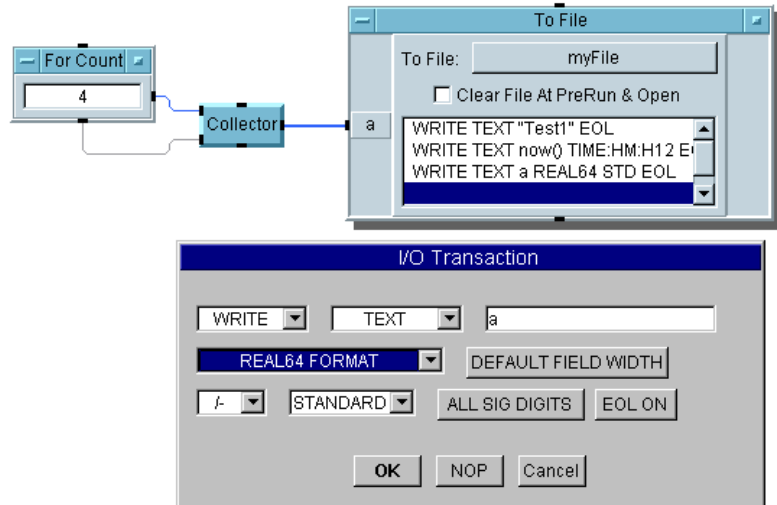 To File
For Count
4
Collector
a
To File:
myFile
Clear File At PreRun & Open
WRITE TEXT "Test1" EOL
WRITE TEXT now() TIME:HM:H12 E
WRITE TEXT a REAL64 STD EOL
I/O Transaction
WRITE TEXT a
REAL64 FORMAT DEFAULT FIELD WIDTH
/- STANDARD ALL SIG DIGITS EOL ON
OK NOP Cancel